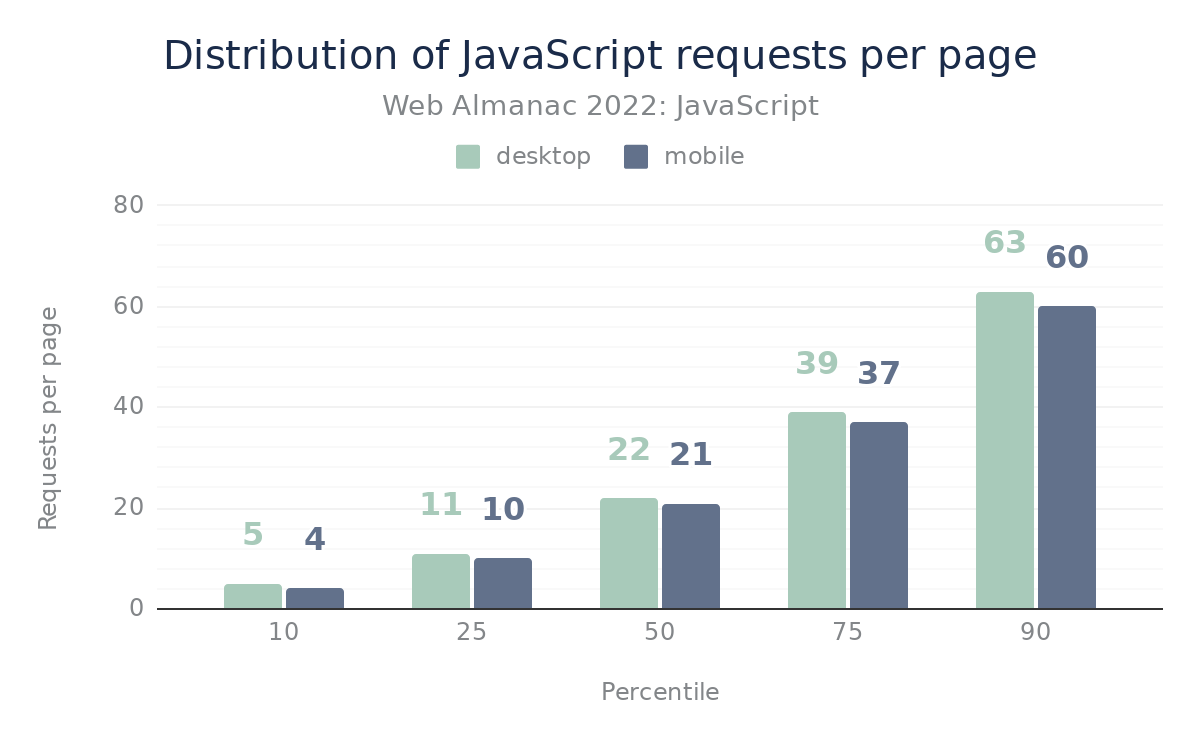 Distribution of JavaScript requests per page
Web Almanac 2022: JavaScript
desktop mobile
Requests per page
80
60
40
20
0
5 4
11 10
22 21
39 37
63 60
10 25 50 75 90
Percentile